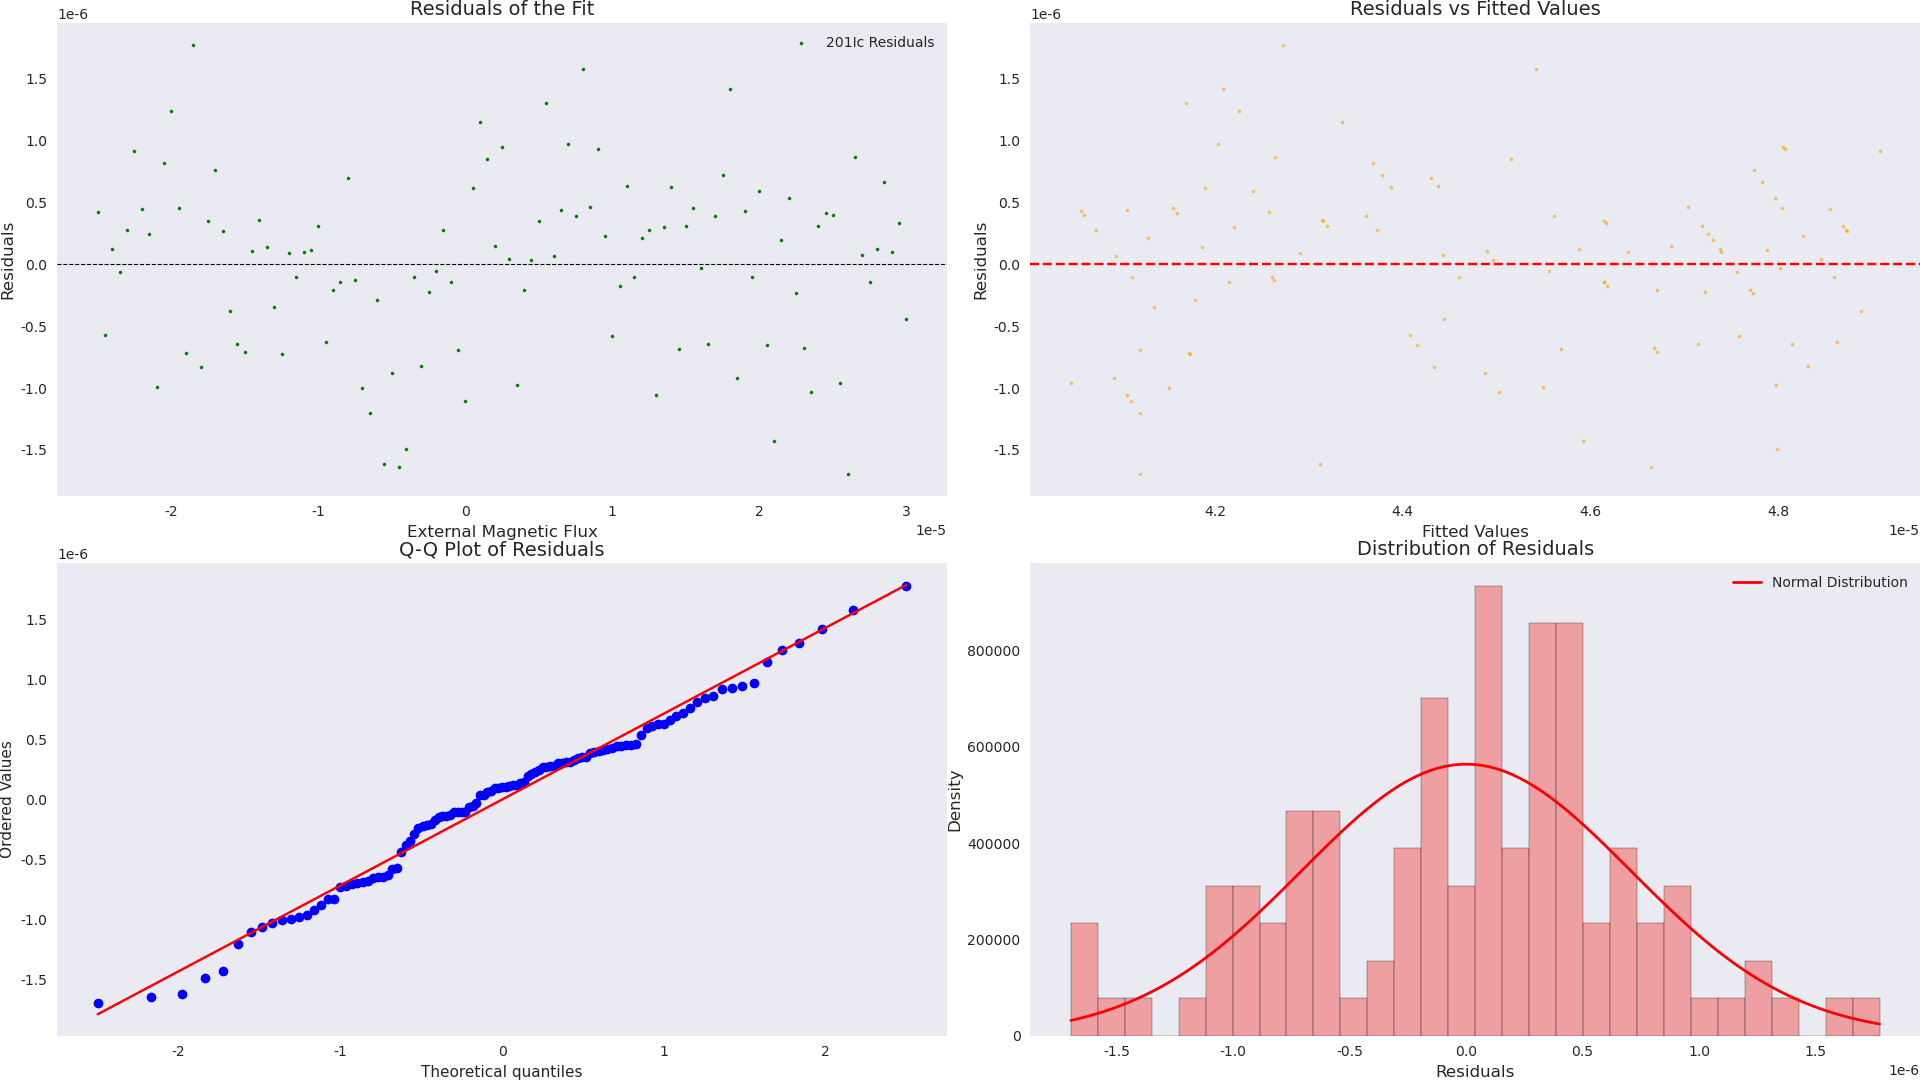 Residuals of the Fit
1e-6
201Ic Residuals
1.5
1.0
0.5
0.0
-0.5
-1.0
-1.5
Residuals
-2
-1
0
1
2
3
1e-5
External Magnetic Flux
Residuals vs Fitted Values
1e-6
1.5
1.0
0.5
0.0
-0.5
-1.0
-1.5
Residuals
4.2
4.4
4.6
4.8
1e-5
Fitted Values
Q-Q Plot of Residuals
1e-6
1.5
1.0
0.5
0.0
-0.5
-1.0
-1.5
Ordered Values
-2
-1
0
1
2
Theoretical quantiles
Distribution of Residuals
Normal Distribution
800000
600000
400000
200000
0
Density
-1.5
-1.0
-0.5
0.0
0.5
1.0
1.5
1e-6
Residuals